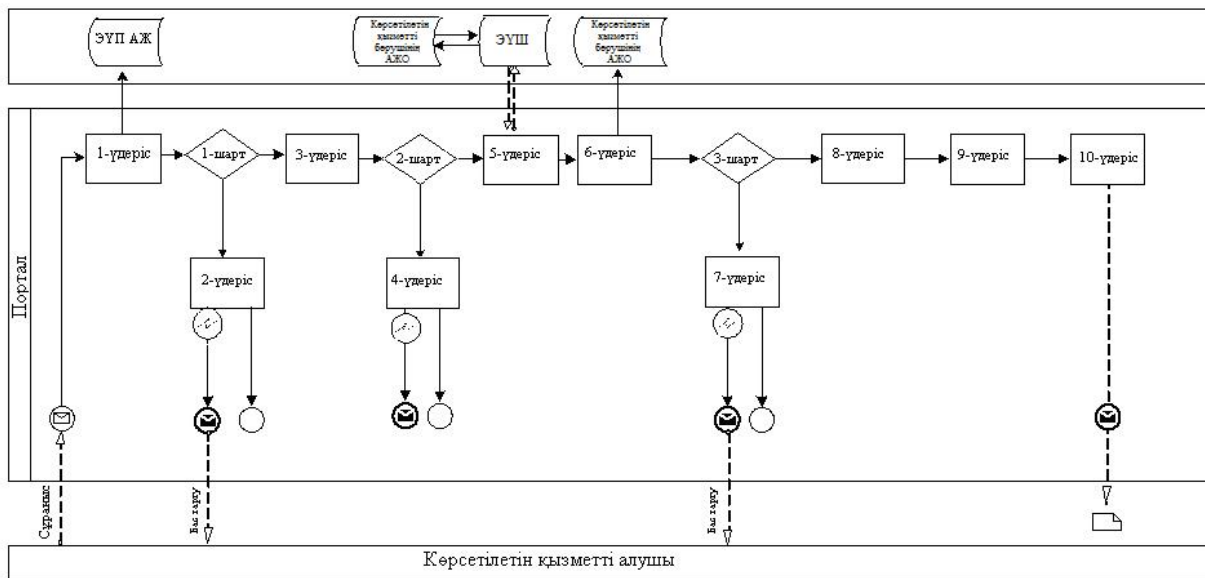 ЭҮП АЖ
Көрсетілетін
қызметті
берушінің
АЖО
ЭҮШ
Көрсетілетін
қызметті
берушінің
АЖО
Портал
1-үдеріс
1-шарт
3-үдеріс
2-шарт
5-үдеріс
6-үдеріс
3-шарт
8-үдеріс
9-үдеріс
10-үдеріс
2-үдеріс
4-үдеріс
7-үдеріс
Сұраныс
Бас тарту
Бас тарту
Көрсетілетін қызметті алушы